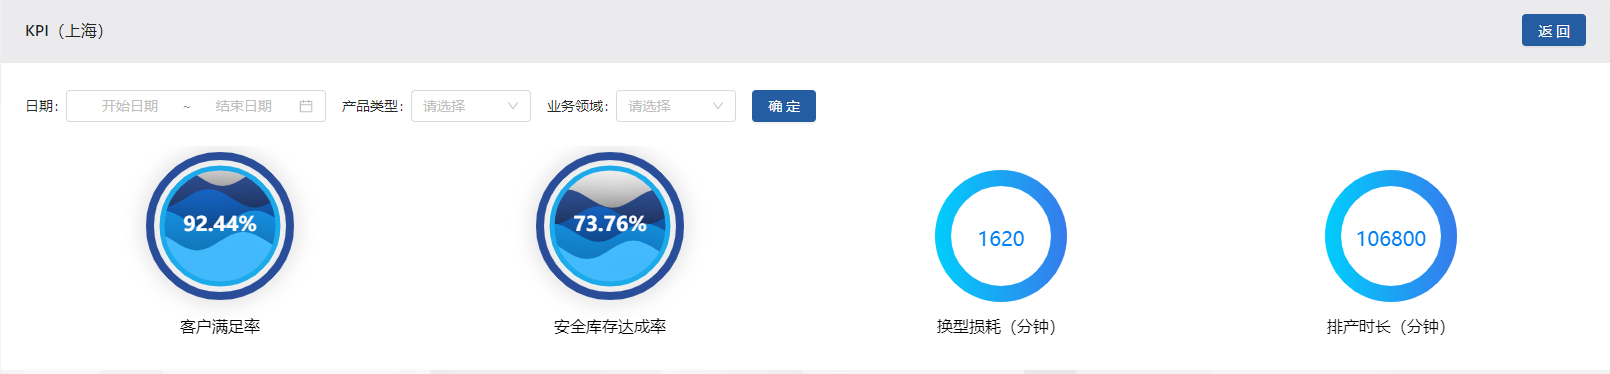 KPI（上海）
返 回
日期： 开始日期 ~ 结束日期 产品类型： 请选择 业务领域： 请选择 确 定
92.44% 73.76% 1620 106800
客户满足率 安全库存达成率 换型损耗（分钟） 排产时长（分钟）